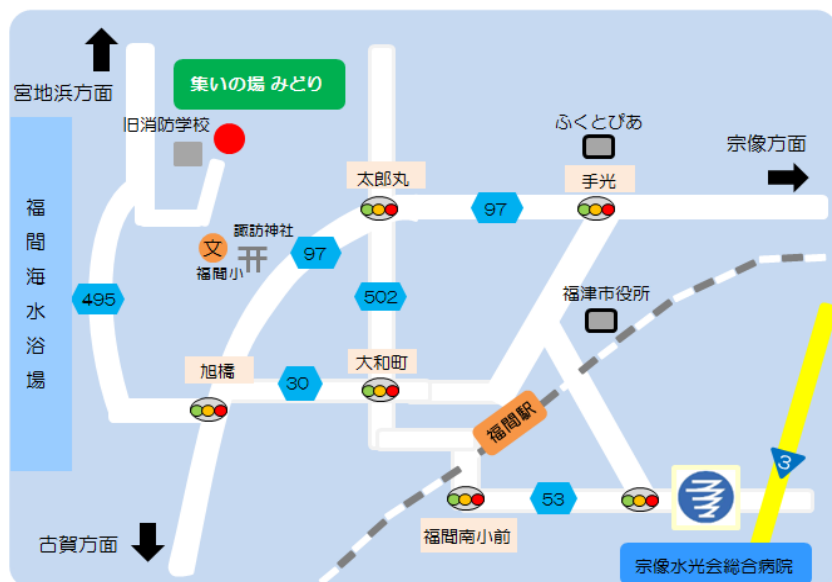 集いの場 みどり
宮地浜方面
旧消防学校
ふくとぴあ
宗像方面
太郎丸
手光
97
福間海水浴場
文
諏訪神社
福間小
97
495
502
福津市役所
旭橋
30
大和町
福間駅
3
53
古賀方面
福間南小前
宗像水光会総合病院